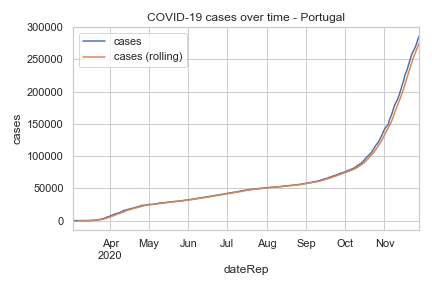 COVID-19 cases over time - Portugal
300000
250000
200000
150000
100000
50000
0
cases
cases
cases (rolling)
Apr
2020
May
Jun
Jul
Aug
Sep
Oct
Nov
dateRep